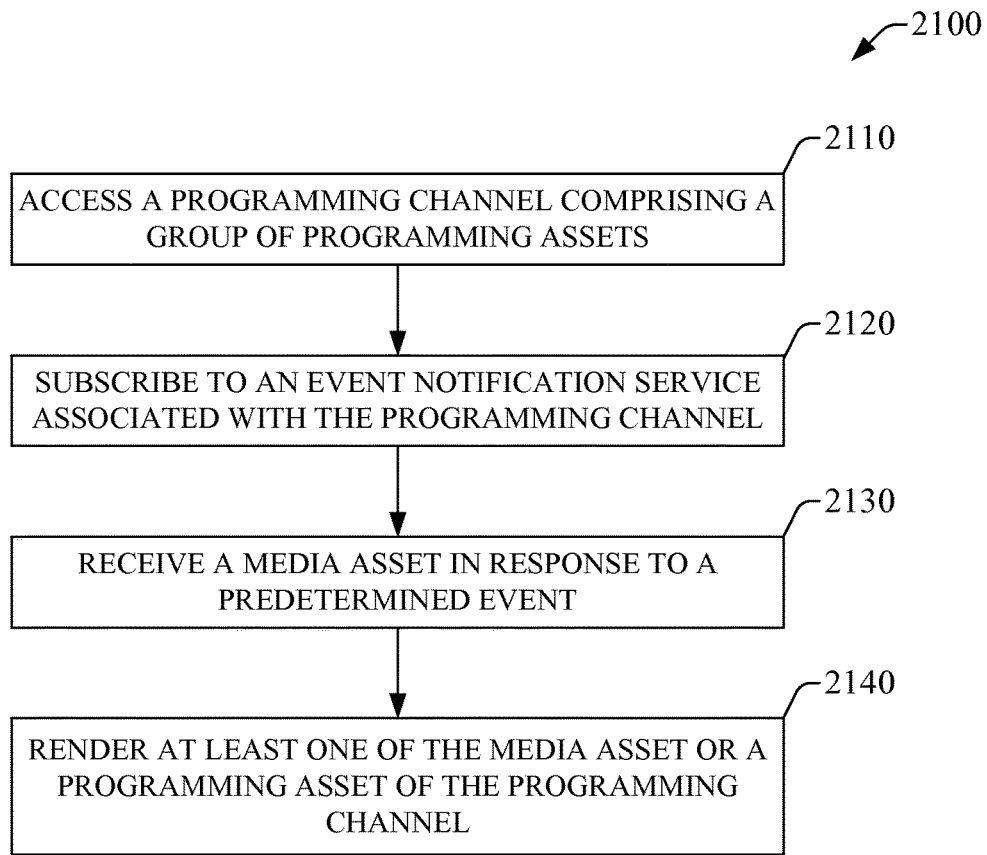 2100
2110
ACCESS A PROGRAMMING CHANNEL COMPRISING A
GROUP OF PROGRAMMING ASSETS
2120
SUBSCRIBE TO AN EVENT NOTIFICATION SERVICE
ASSOCIATED WITH THE PROGRAMMING CHANNEL
2130
RECEIVE A MEDIA ASSET IN RESPONSE TO A
PREDETERMINED EVENT
2140
RENDER AT LEAST ONE OF THE MEDIA ASSET OR A
PROGRAMMING ASSET OF THE PROGRAMMING
CHANNEL